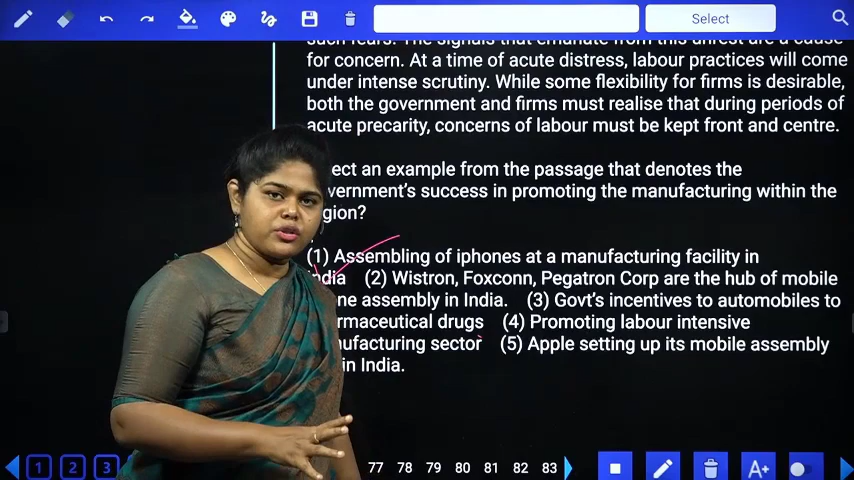 Select
such fears. The signals that emanate from this unrest are a cause
for concern. At a time of acute distress, labour practices will come
under intense scrutiny. While some flexibility for firms is desirable,
both the government and firms must realise that during periods of
acute precarity, concerns of labour must be kept front and centre.
ect an example from the passage that denotes the
vernment's success in promoting the manufacturing within the
gion?
(1) Assembling of iphones at a manufacturing facility in
India (2) Wistron, Foxconn, Pegatron Corp are the hub of mobile
ne assembly in India. (3) Govt's incentives to automobiles to
rmaceutical drugs (4) Promoting labour intensive
nufacturing sector (5) Apple setting up its mobile assembly
in India.
1 2 3 77 78 79 80 81 82 83 A+